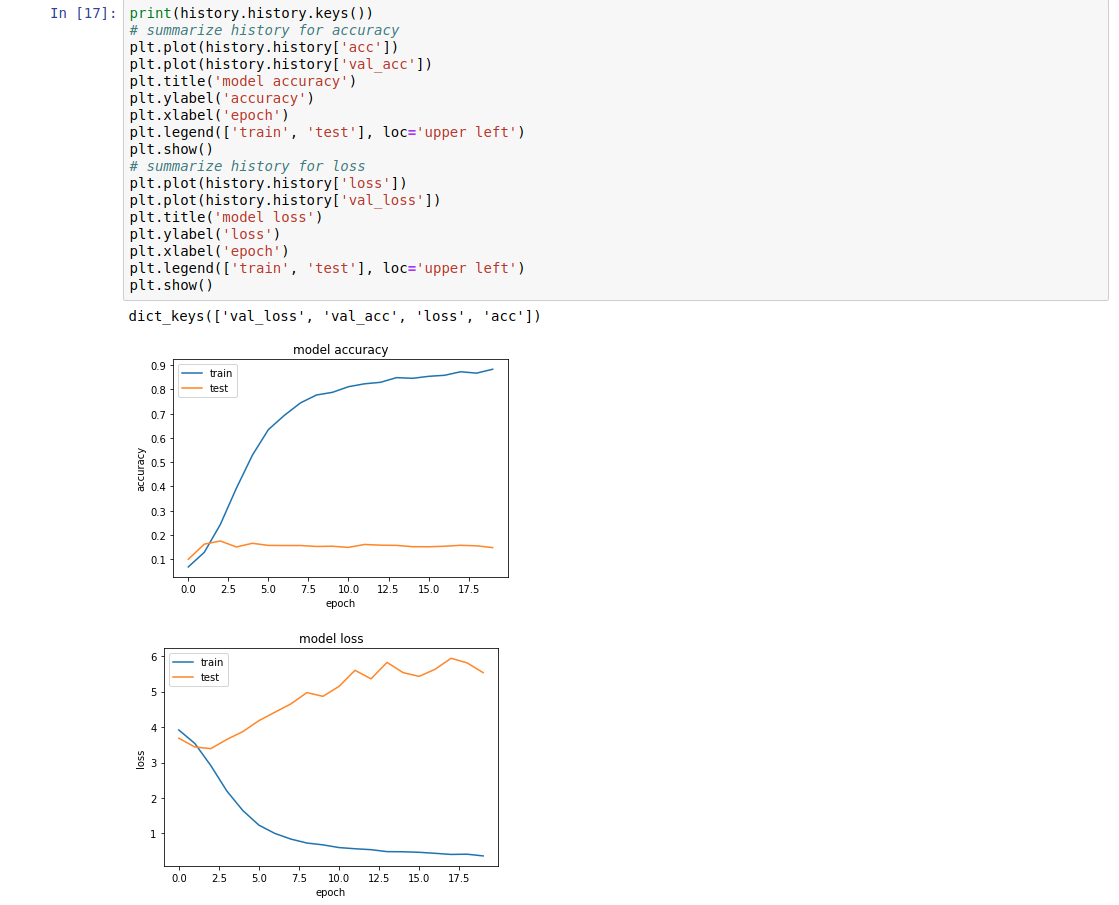 In [17]: print(history.history.keys())
# summarize history for accuracy
plt.plot(history.history['acc'])
plt.plot(history.history['val_acc'])
plt.title('model accuracy')
plt.ylabel('accuracy')
plt.xlabel('epoch')
plt.legend(['train', 'test'], loc='upper left')
plt.show()
# summarize history for loss
plt.plot(history.history['loss'])
plt.plot(history.history['val_loss'])
plt.title('model loss')
plt.ylabel('loss')
plt.xlabel('epoch')
plt.legend(['train', 'test'], loc='upper left')
plt.show()
dict_keys(['val_loss', 'val_acc', 'loss', 'acc'])
model accuracy
train
test
0.9
0.8
0.7
0.6
0.5
0.4
0.3
0.2
0.1
accuracy
0.0 2.5 5.0 7.5 10.0 12.5 15.0 17.5
epoch
model loss
train
test
6
5
4
3
2
1
loss
0.0 2.5 5.0 7.5 10.0 12.5 15.0 17.5
epoch